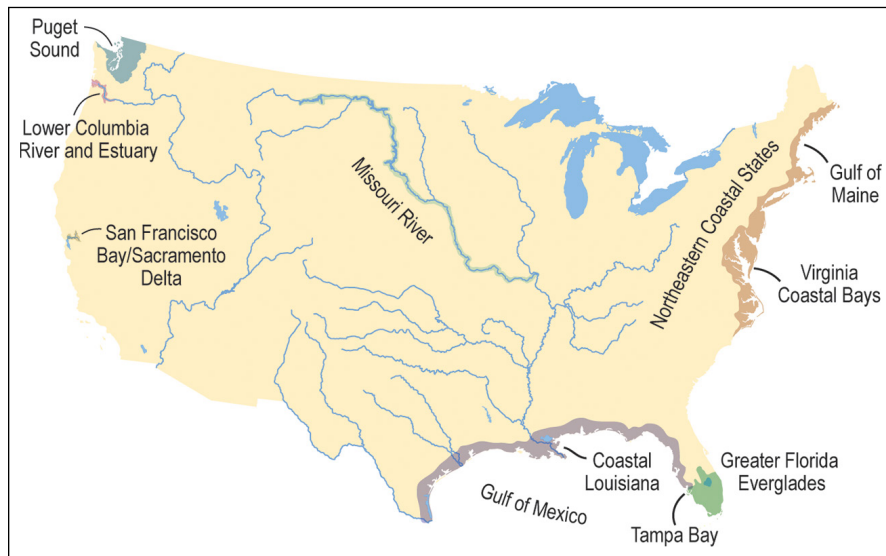 Puget
Sound
Lower Columbia
River and Estuary
San Francisco
Bay/Sacramento
Delta
Missouri River
Northeastern Coastal States
Gulf of
Maine
Virginia
Coastal Bays
Coastal
Louisiana
Greater Florida
Everglades
Gulf of Mexico
Tampa Bay